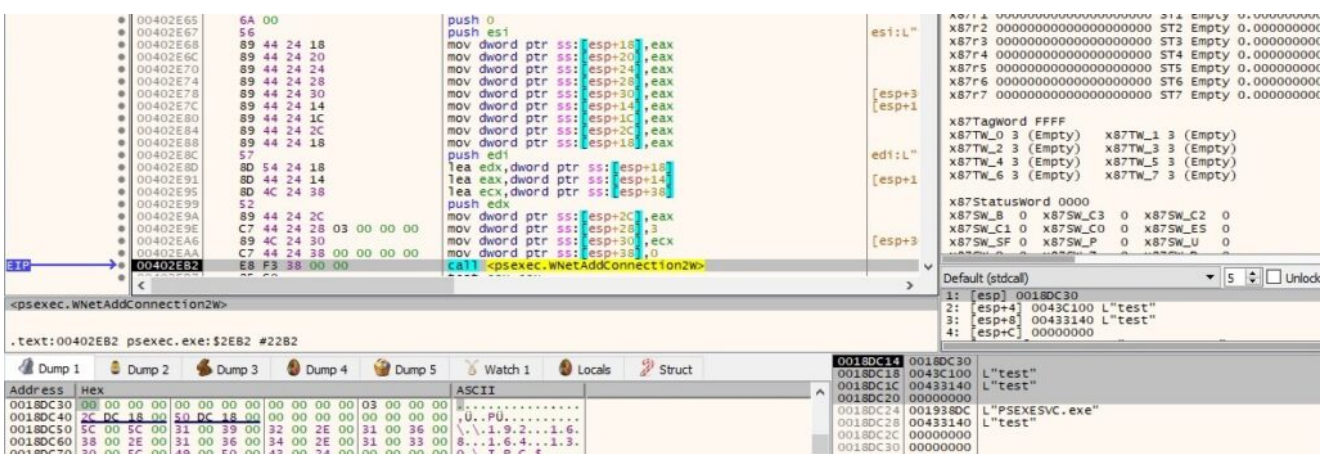 00402E65 6A 00 push 0
00402E67 56 push esi esi:L"
00402E68 89 44 24 18 mov dword ptr ss:[esp+18],eax
00402E6C 89 44 24 20 mov dword ptr ss:[esp+20],eax
00402E70 89 44 24 24 mov dword ptr ss:[esp+24],eax
00402E74 89 44 24 28 mov dword ptr ss:[esp+28],eax
00402E78 89 44 24 30 mov dword ptr ss:[esp+30],eax [esp+3
00402E7C 89 44 24 14 mov dword ptr ss:[esp+14],eax [esp+1
00402E80 89 44 24 1C mov dword ptr ss:[esp+1C],eax
00402E84 89 44 24 2C mov dword ptr ss:[esp+2C],eax
00402E88 89 44 24 18 mov dword ptr ss:[esp+18],eax
00402E8C 57 push edi edi:L"
00402E8D 8D 54 24 18 lea edx,dword ptr ss:[esp+18]
00402E91 8D 44 24 14 lea eax,dword ptr ss:[esp+14] [esp+1
00402E95 8D 4C 24 38 lea ecx,dword ptr ss:[esp+38]
00402E99 52 push edx
00402E9A 89 44 24 2C mov dword ptr ss:[esp+2C],eax
00402E9E C7 44 24 28 03 00 00 00 mov dword ptr ss:[esp+28],3
00402EA6 89 4C 24 30 mov dword ptr ss:[esp+30],ecx [esp+3
00402EAA C7 44 24 38 00 00 00 00 mov dword ptr ss:[esp+38],0
EIP 00402EB2 E8 F3 38 00 00 call <psexec.WNetAddConnection2W>
x87r2 00000000000000000000 ST2 Empty 0.000000000
x87r3 00000000000000000000 ST3 Empty 0.000000000
x87r4 00000000000000000000 ST4 Empty 0.000000000
x87r5 00000000000000000000 ST5 Empty 0.000000000
x87r6 00000000000000000000 ST6 Empty 0.000000000
x87r7 00000000000000000000 ST7 Empty 0.000000000
x87TagWord FFFF
x87TW_0 3 (Empty) x87TW_1 3 (Empty)
x87TW_2 3 (Empty) x87TW_3 3 (Empty)
x87TW_4 3 (Empty) x87TW_5 3 (Empty)
x87TW_6 3 (Empty) x87TW_7 3 (Empty)
x87StatusWord 0000
x87SW_B 0 x87SW_C3 0 x87SW_C2 0
x87SW_C1 0 x87SW_C0 0 x87SW_ES 0
x87SW_SF 0 x87SW_P 0 x87SW_U 0
<psexec.WNetAddConnection2W>
.text:00402EB2 psexec.exe:$2EB2 #22B2
Default (stdcall) 5 Unlock
1: [esp] 0018DC30
2: [esp+4] 0043C100 L"test"
3: [esp+8] 00433140 L"test"
4: [esp+C] 00000000
Dump 1 Dump 2 Dump 3 Dump 4 Dump 5 Watch 1 Locals Struct
Address Hex ASCII
0018DC30 00 00 00 00 00 00 00 00 00 00 00 00 03 00 00 00 ................
0018DC40 2C DC 18 00 50 DC 18 00 00 00 00 00 00 00 00 00 ,Ü..PÜ..........
0018DC50 5C 00 5C 00 31 00 39 00 32 00 2E 00 31 00 36 00 \.\.1.9.2...1.6.
0018DC60 38 00 2E 00 31 00 36 00 34 00 2E 00 31 00 33 00 8...1.6.4...1.3.
0018DC70 30 00 5C 00 49 00 50 00 43 00 24 00 00 00 00 00 0.\.I.P.C.$.
0018DC14 0018DC30
0018DC18 0043C100 L"test"
0018DC1C 00433140 L"test"
0018DC20 00000000
0018DC24 001938DC L"PSEXESVC.exe"
0018DC28 00433140 L"test"
0018DC2C 00000000
0018DC30 00000000